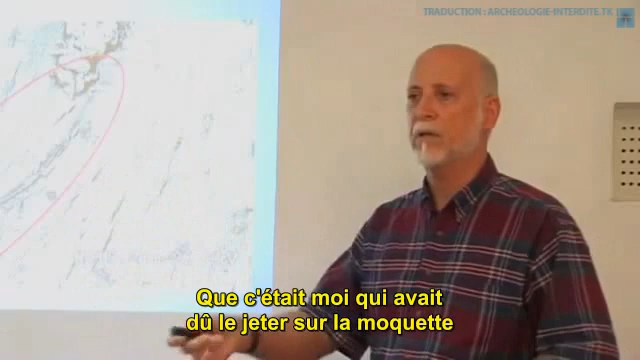 TRADUCTION : ARCHEOLOGIE-INTERDITE.TK
Que c'était moi qui avait
dû le jeter sur la moquette